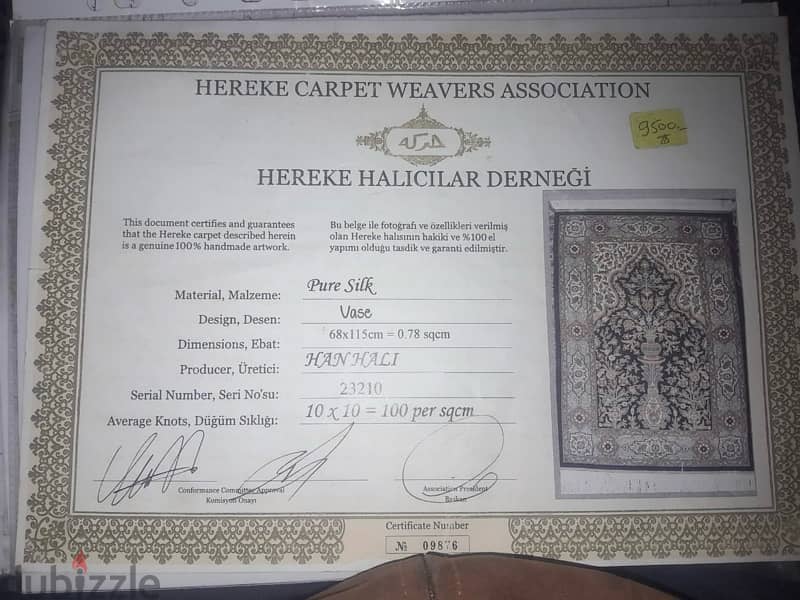 HEREKE CARPET WEAVERS ASSOCIATION
9500.-
هركه
HEREKE HALICILAR DERNEĞİ
This document certifies and guarantees
that the Hereke carpet described herein
is a genuine 100% handmade artwork.
Bu belge ile fotoğrafı ve özellikleri verilmiş
olan Hereke halısının hakiki ve %100 el
yapımı olduğu tasdik ve garanti edilmiştir.
Material, Malzeme: Pure Silk
Design, Desen: Vase
Dimensions, Ebat: 68x115cm = 0.78 sqcm
Producer, Üretici: HAN HALI
Serial Number, Seri No'su: 23210
Average Knots, Düğüm Sıklığı: 10 x 10 = 100 per sqcm
Conformance Committee Approval
Komisyon Onayı
Association President
Başkan
Certificate Number
№ 09876
dubizzle